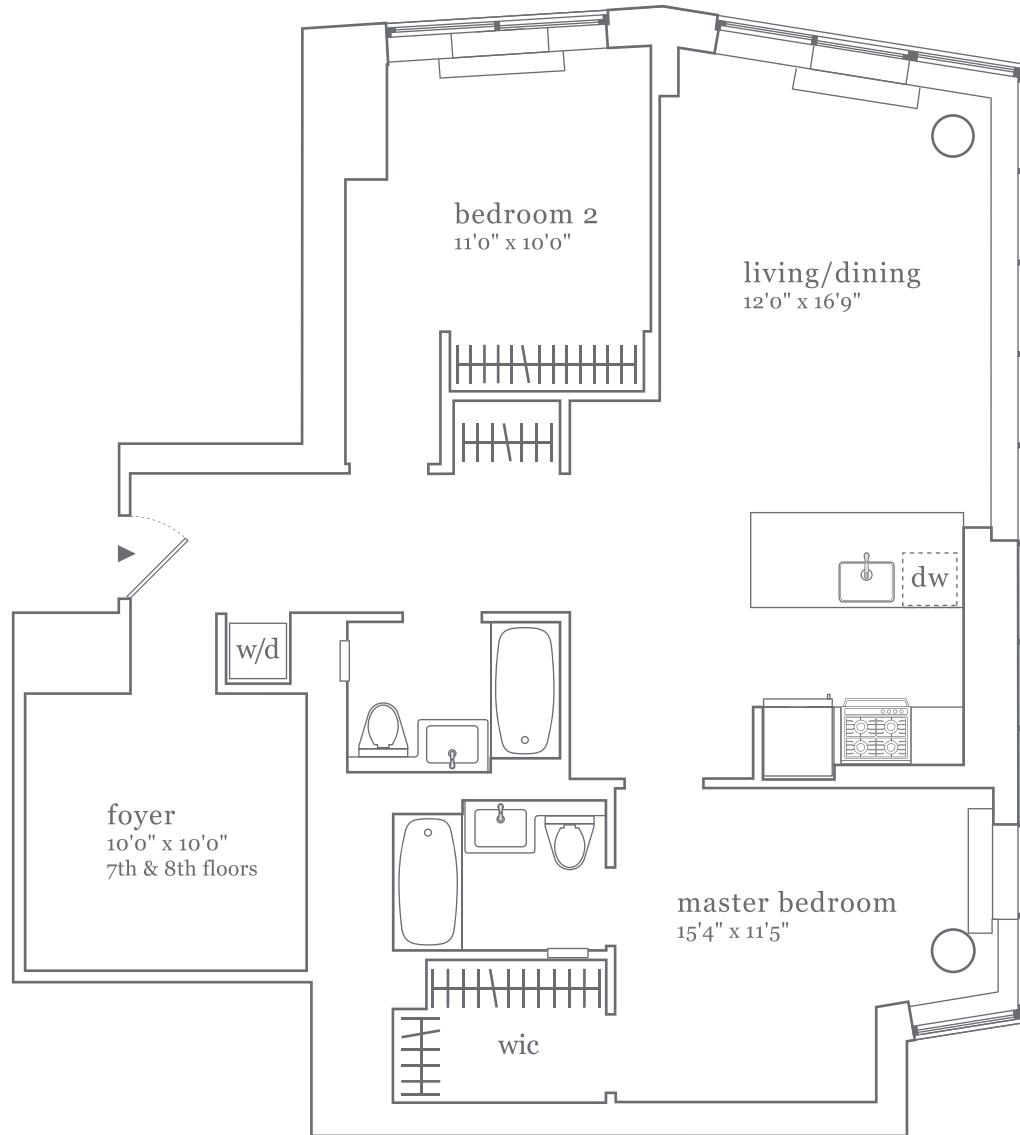 bedroom 2
11'0" x 10'0"
living/dining
12'0" x 16'9"
dw
w/d
foyer
10'0" x 10'0"
7th & 8th floors
master bedroom
15'4" x 11'5"
wic